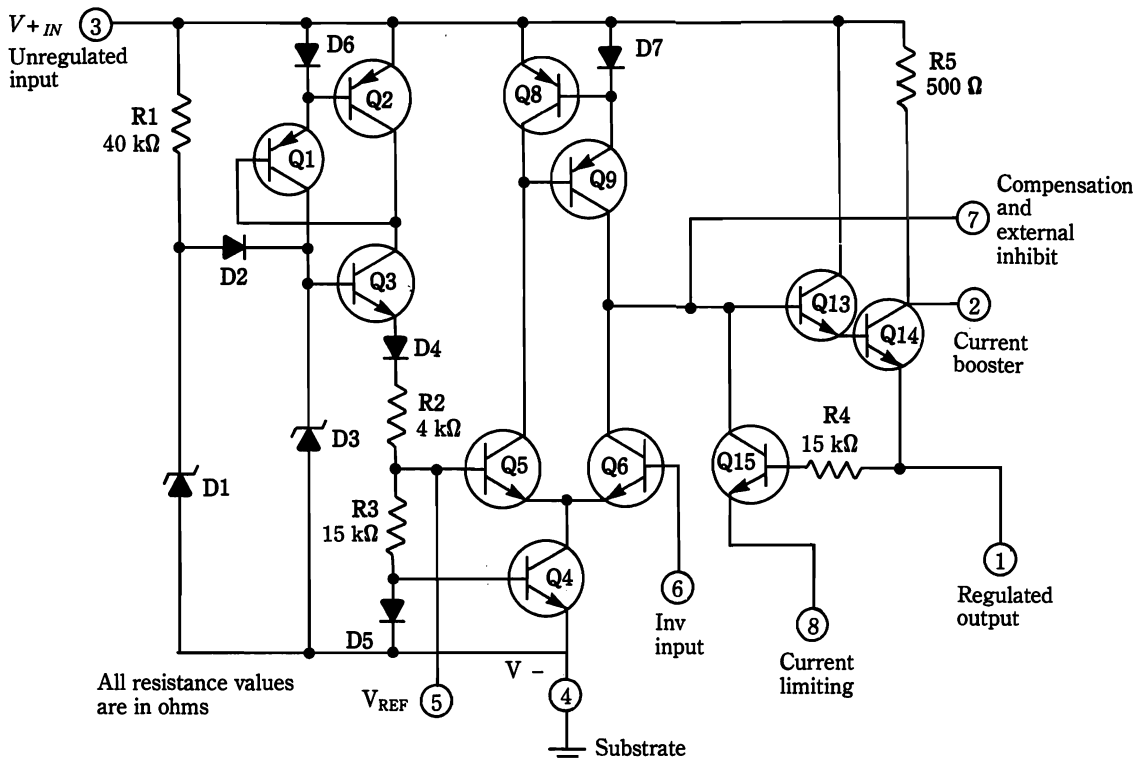 V+IN 3
Unregulated
input
D6
D7
R5
500 Ω
Q2
Q8
R1
40 kΩ
Q1
Q9
Compensation
and
external
inhibit
7
D2
Q3
Q13
2
Q14
Current
booster
D4
R2
4 kΩ
R4
15 kΩ
D3
Q5
Q6
Q15
D1
R3
15 kΩ
Q4
6
Inv
input
1
Regulated
output
D5
8
Current
limiting
All resistance values
are in ohms
VREF 5
V –
4
Substrate